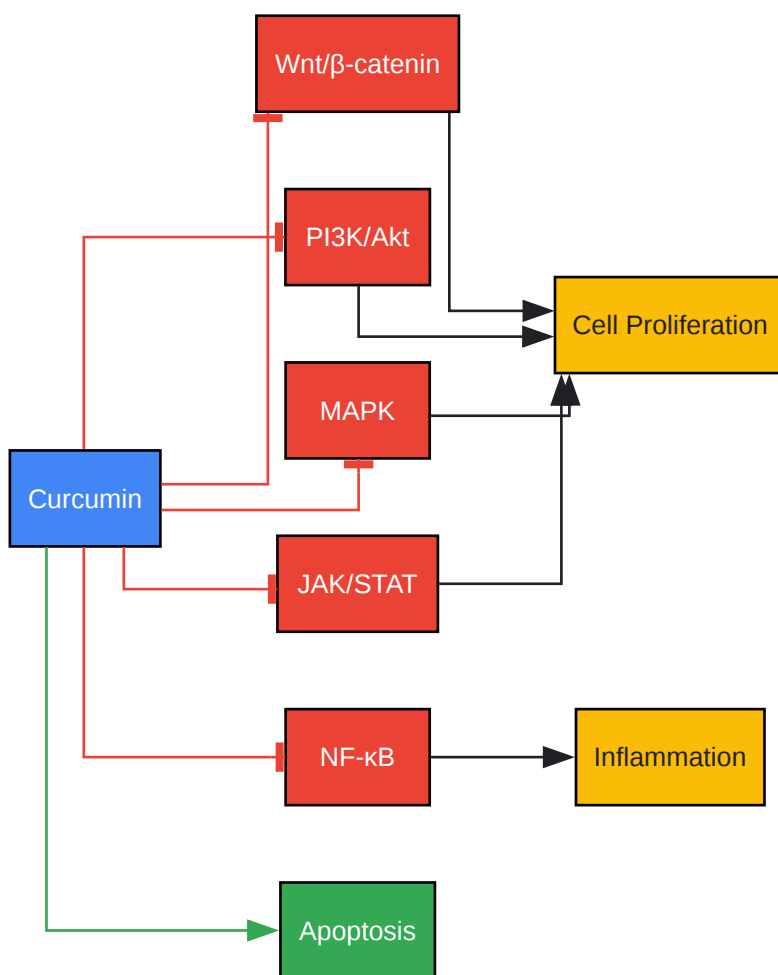 Wnt/β-catenin
PI3K/Akt
Cell Proliferation
MAPK
Curcumin
JAK/STAT
NF-κB
Inflammation
Apoptosis